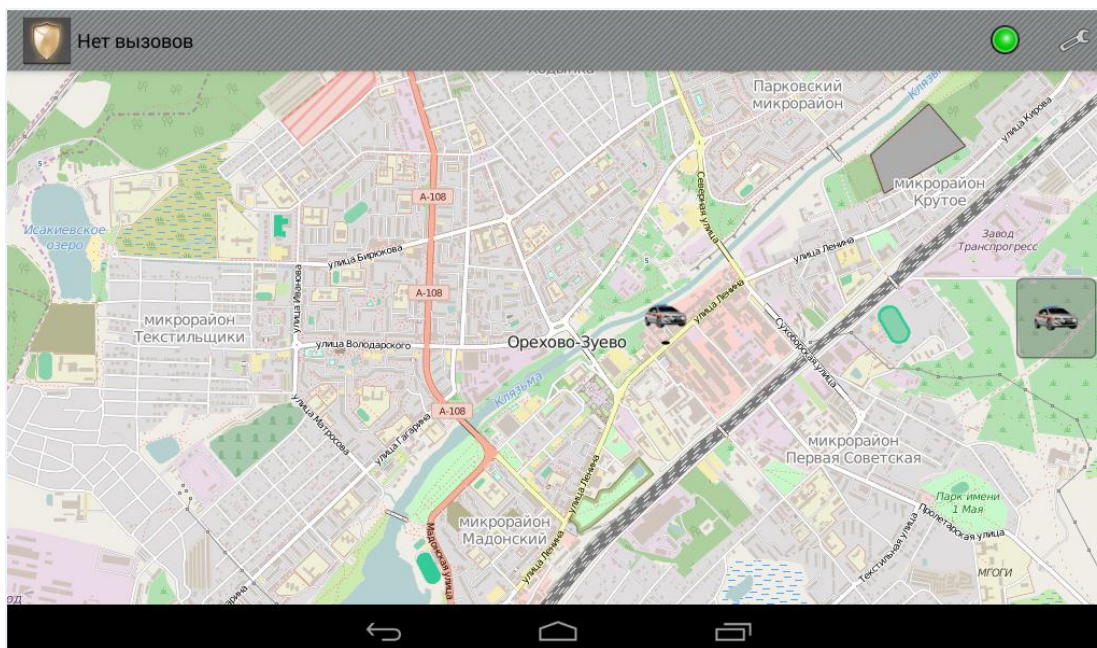 Нет вызовов
Парковский
микрорайон
Клязьма
улица Кирова
А-108
Северная улица
микрорайон
Крутое
Исакиевское
озеро
5
улица Бирюкова
5
улица Ленина
Завод
Транспрогресс
улица Иванова
А-108
улица Ленина
микрорайон
Текстильщики
улица Володарского
Орехово-Зуево
Сухоборская улица
Клязьма
А-108
улица Матросова
улица Гагарина
микрорайон
Первая Советская
улица Ленина
Парк имени
1 Мая
микрорайон
Мадонский
Пролетарская улица
Мадонская улица
улица Ленина
Текстильная улица
МГОГИ